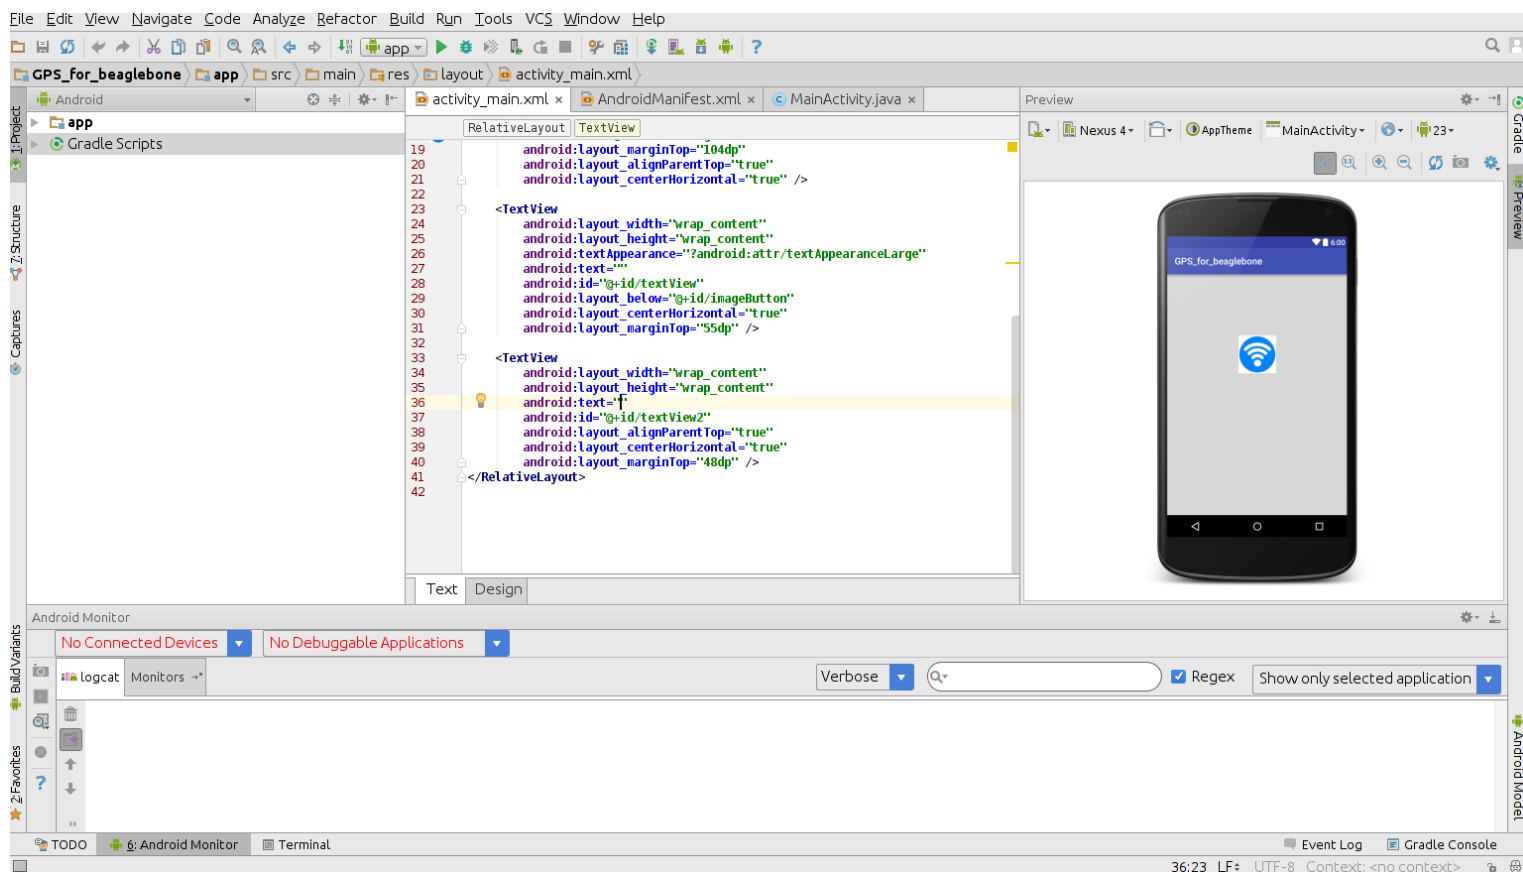 File Edit View Navigate Code Analyze Refactor Build Run Tools VCS Window Help
app
GPS_for_beaglebone app src main res layout activity_main.xml
Android
activity_main.xml AndroidManifest.xml MainActivity.java
Preview
1: Project
7: Structure
Captures
Build Variants
2: Favorites
app
Gradle Scripts
RelativeLayout TextView
19 android:layout_marginTop="104dp"
20 android:layout_alignParentTop="true"
21 android:layout_centerHorizontal="true" />
22
23 <TextView
24 android:layout_width="wrap_content"
25 android:layout_height="wrap_content"
26 android:textAppearance="?android:attr/textAppearanceLarge"
27 android:text=""
28 android:id="@+id/textView"
29 android:layout_below="@+id/imageButton"
30 android:layout_centerHorizontal="true"
31 android:layout_marginTop="55dp" />
32
33 <TextView
34 android:layout_width="wrap_content"
35 android:layout_height="wrap_content"
36 android:text=""
37 android:id="@+id/textView2"
38 android:layout_alignParentTop="true"
39 android:layout_centerHorizontal="true"
40 android:layout_marginTop="48dp" />
41 </RelativeLayout>
42
Text Design
Nexus 4 AppTheme MainActivity 23
6:00
GPS_for_beaglebone
Gradle
Preview
Android Model
Android Monitor
No Connected Devices No Debuggable Applications
logcat Monitors Verbose Regex Show only selected application
TODO 6: Android Monitor Terminal Event Log Gradle Console
36:23 LF UTF-8 Context: <no context>